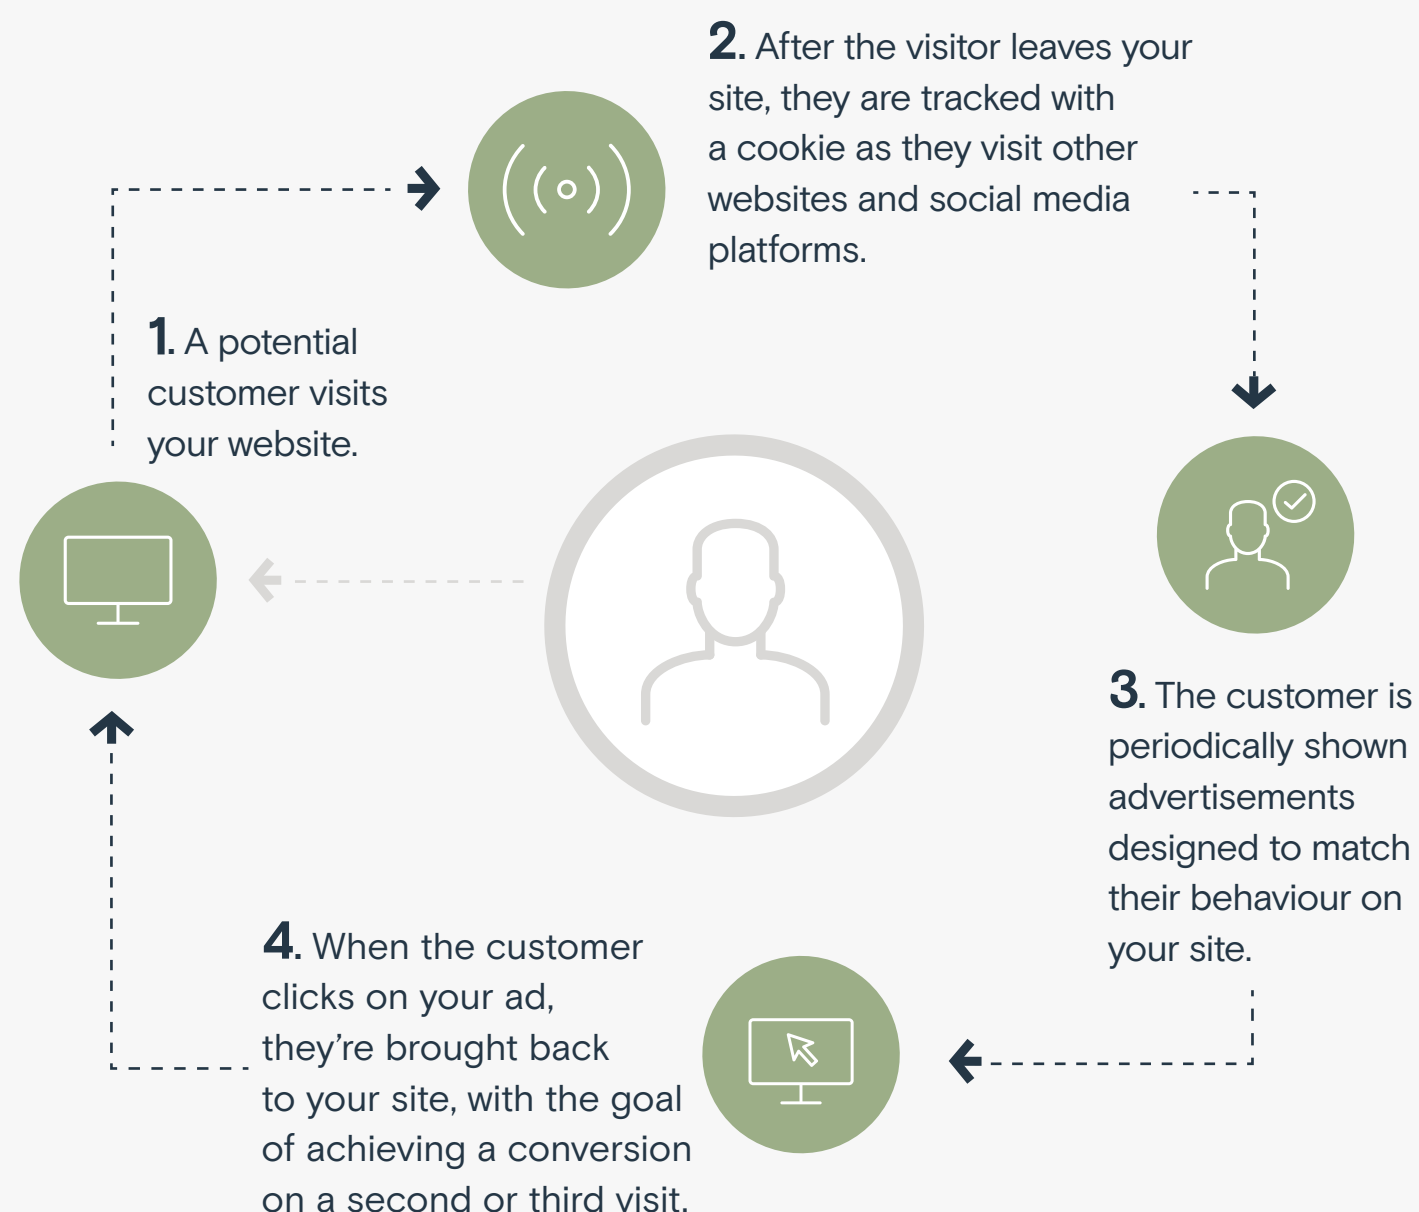 1. A potential
customer visits
your website.
2. After the visitor leaves your
site, they are tracked with
a cookie as they visit other
websites and social media
platforms.
3. The customer is
periodically shown
advertisements
designed to match
their behaviour on
your site.
4. When the customer
clicks on your ad,
they’re brought back
to your site, with the goal
of achieving a conversion
on a second or third visit.